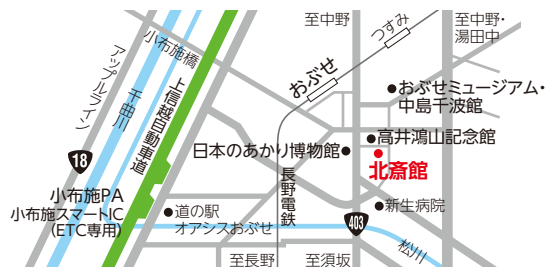 至中野
至中野・
湯田中
つすみ
小布施橋
アップルライン
千曲川
上信越自動車道
おぶせ
おぶせミュージアム・
中島千波館
高井鴻山記念館
日本のあかり博物館
北斎館
18
長野電鉄
小布施PA
小布施スマートIC
(ETC専用)
道の駅
オアシスおぶせ
新生病院
403
松川
至長野
至須坂